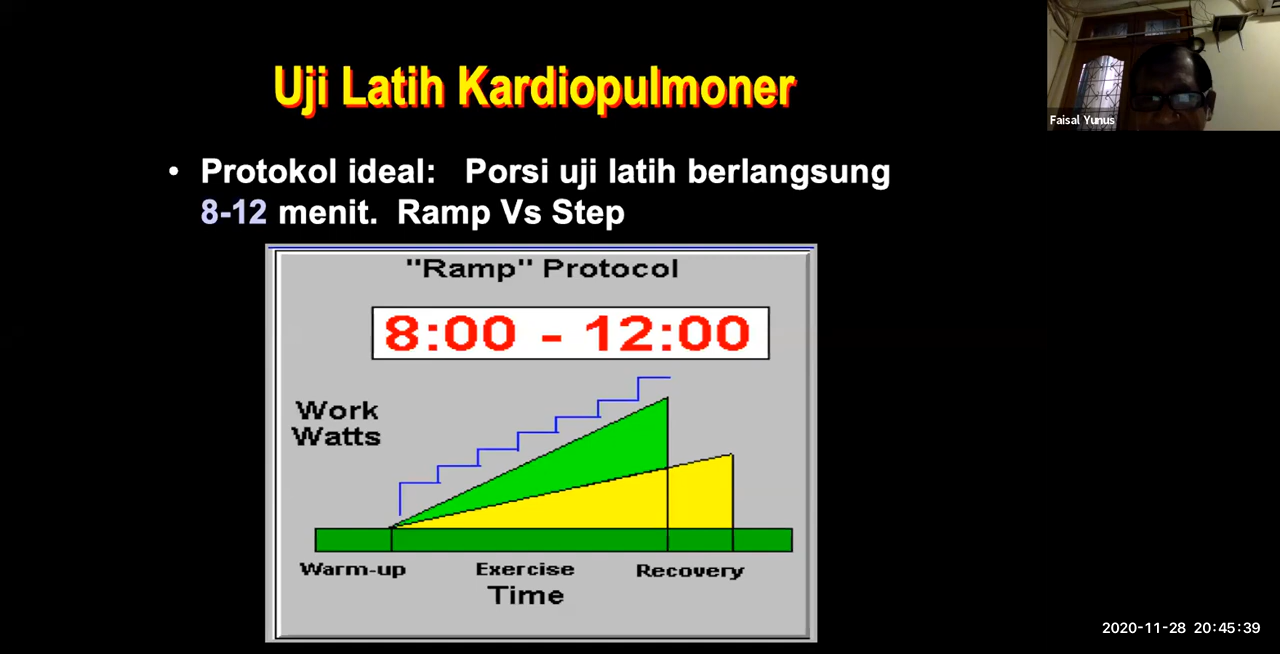 Uji Latih Kardiopulmoner
Faisal Yunus
• Protokol ideal: Porsi uji latih berlangsung
8-12 menit. Ramp Vs Step
"Ramp" Protocol
8:00 - 12:00
Work
Watts
Warm-up Exercise Recovery
Time
2020-11-28 20:45:39